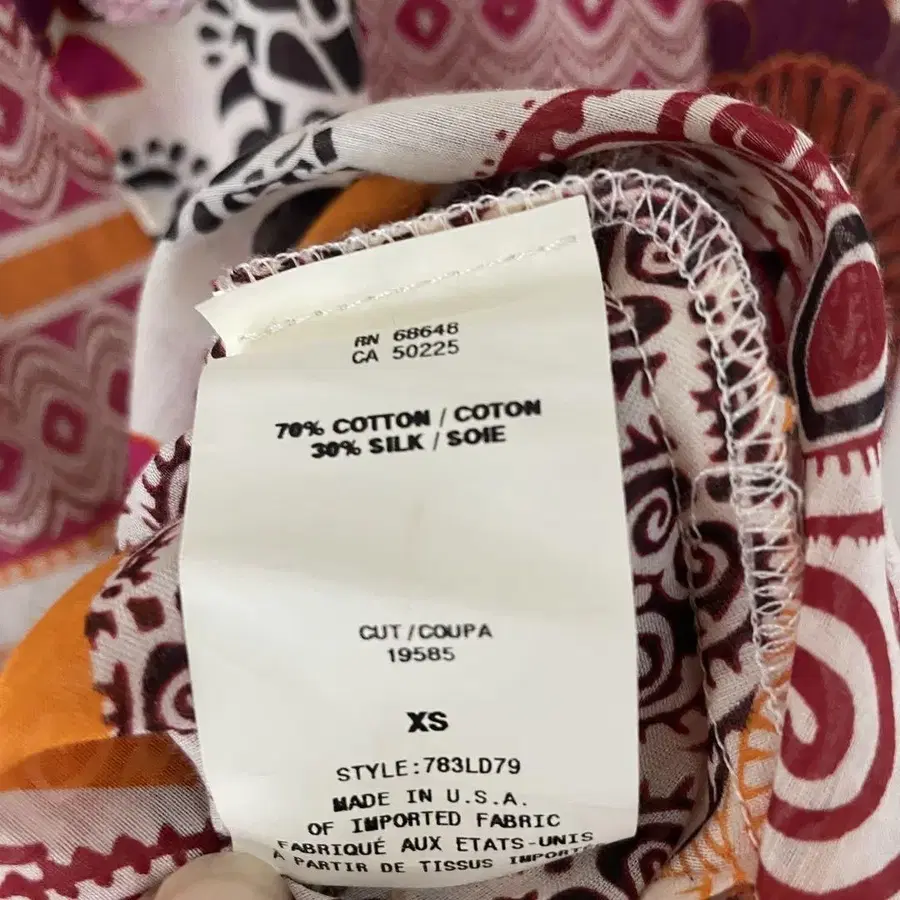 RN 68648
CA 50225
70% COTTON / COTON
30% SILK / SOIE
CUT / COUPA
19585
XS
STYLE: 783LD79
MADE IN U.S.A.
OF IMPORTED FABRIC
FABRIQUÉ AUX ETATS-UNIS
A PARTIR DE TISSUS